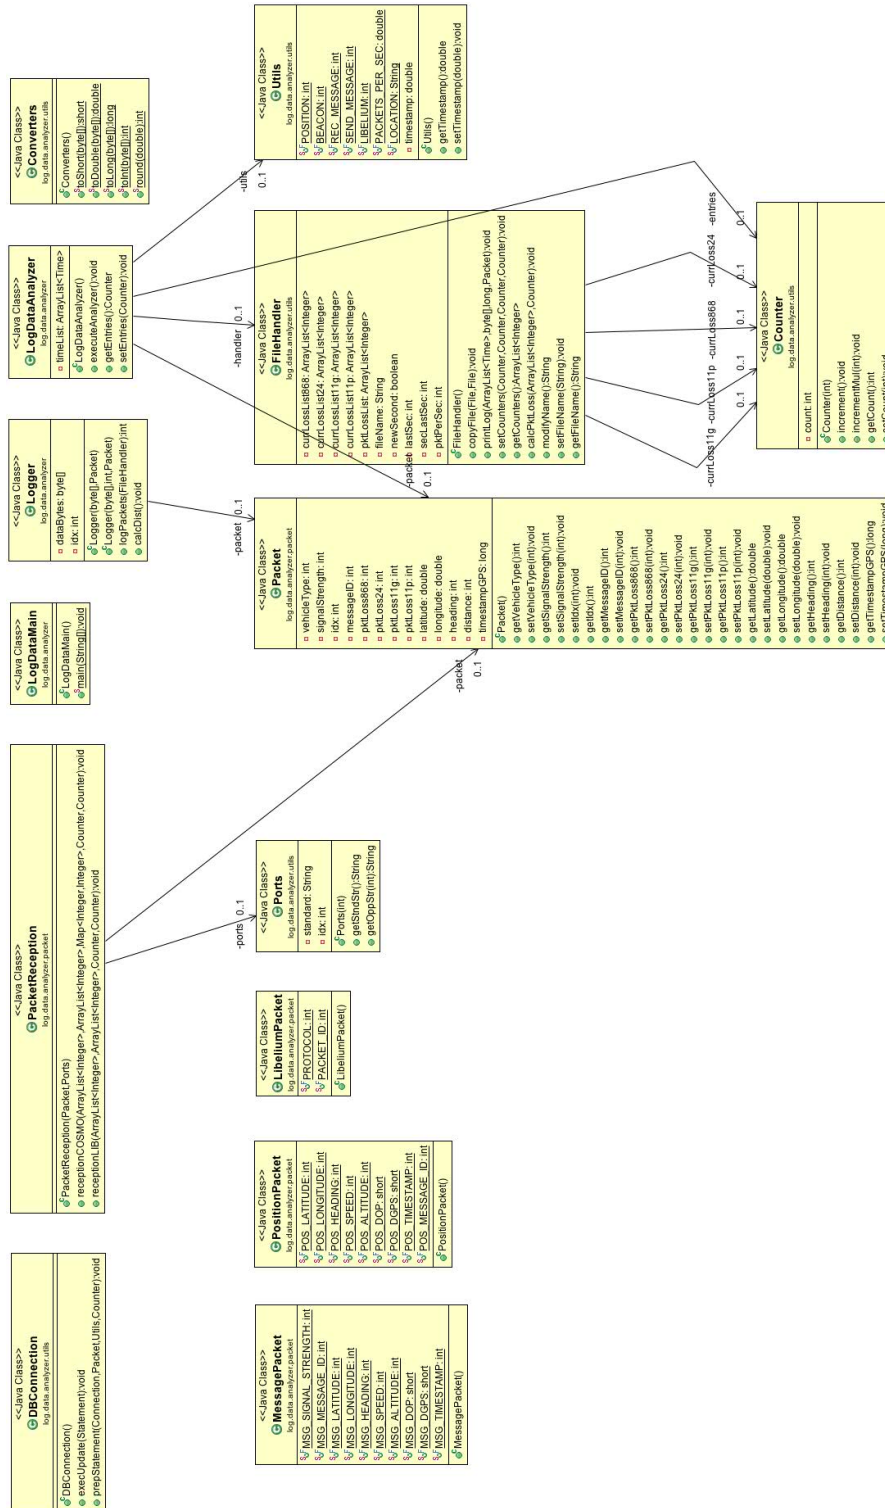 <<Java Class>>
DBConnection
log.data.analyzer.utils
DBConnection()
execUpdate(Statement):void
prepStatement(Connection,Packet,Utils,Counter):void
<<Java Class>>
PacketReception
log.data.analyzer.packet
PacketReception(Packet,Ports)
receptionCOSMO(ArrayList<Integer>,ArrayList<Integer>,Map<Integer,Integer>,Counter,Counter):void
receptionLIB(ArrayList<Integer>,ArrayList<Integer>,Counter,Counter):void
<<Java Class>>
LogDataMain
log.data.analyzer
LogDataMain()
main(String[]):void
<<Java Class>>
Logger
log.data.analyzer
dataBytes: byte[]
idx: int
Logger(byte[],Packet)
Logger(byte[],int,Packet)
logPackets(FileHandler):int
calcDist():void
<<Java Class>>
LogDataAnalyzer
log.data.analyzer
timeList: ArrayList<Time>
LogDataAnalyzer()
executeAnalyzer():void
getEntries():Counter
setEntries(Counter):void
<<Java Class>>
Converters
log.data.analyzer.utils
Converters()
toShort(byte[]):short
toDouble(byte[]):double
toLong(byte[]):long
toInt(byte[]):int
round(double):int
-ports 0..1
-packet
0..1
-packet 0..1
-packet
0..1
-handler 0..1
-utils
0..1
<<Java Class>>
MessagePacket
log.data.analyzer.packet
MSG_SIGNAL_STRENGTH: int
MSG_MESSAGE_ID: int
MSG_LATITUDE: int
MSG_LONGITUDE: int
MSG_HEADING: int
MSG_SPEED: int
MSG_ALTITUDE: int
MSG_DOP: short
MSG_DGPS: short
MSG_TIMESTAMP: int
MessagePacket()
<<Java Class>>
PositionPacket
log.data.analyzer.packet
POS_LATITUDE: int
POS_LONGITUDE: int
POS_HEADING: int
POS_SPEED: int
POS_ALTITUDE: int
POS_DOP: short
POS_DGPS: short
POS_TIMESTAMP: int
POS_MESSAGE_ID: int
PositionPacket()
<<Java Class>>
LibeliumPacket
log.data.analyzer.packet
PROTOCOL: int
PACKET_ID: int
LibeliumPacket()
<<Java Class>>
Ports
log.data.analyzer.utils
standard: String
idx: int
Ports(int)
getStndStr():String
getOppStr(int):String
<<Java Class>>
Packet
log.data.analyzer.packet
vehicleType: int
signalStrength: int
idx: int
messageID: int
pktLoss868: int
pktLoss24: int
pktLoss11g: int
pktLoss11p: int
latitude: double
longitude: double
heading: int
distance: int
timestampGPS: long
Packet()
getVehicleType():int
setVehicleType(int):void
getSignalStrength():int
setSignalStrength(int):void
setIdx(int):void
getIdx():int
getMessageID():int
setMessageID(int):void
getPktLoss868():int
setPktLoss868(int):void
getPktLoss24():int
setPktLoss24(int):void
getPktLoss11g():int
setPktLoss11g(int):void
getPktLoss11p():int
setPktLoss11p(int):void
getLatitude():double
setLatitude(double):void
getLongitude():double
setLongitude(double):void
getHeading():int
setHeading(int):void
getDistance():int
setDistance(int):void
getTimestampGPS():long
setTimestampGPS(long):void
<<Java Class>>
FileHandler
log.data.analyzer.utils
currLossList868: ArrayList<Integer>
currLossList24: ArrayList<Integer>
currLossList11g: ArrayList<Integer>
currLossList11p: ArrayList<Integer>
pktLossList: ArrayList<Integer>
fileName: String
newSecond: boolean
lastSec: int
secLastSec: int
pktPerSec: int
FileHandler()
copyFile(File,File):void
printLog(ArrayList<Time>,byte[],long,Packet):void
setCounters(Counter,Counter,Counter,Counter):void
getCounters():ArrayList<Integer>
calcPktLoss(ArrayList<Integer>,Counter):void
modifyName():String
setFileName(String):void
getFileName():String
<<Java Class>>
Utils
log.data.analyzer.utils
POSITION: int
BEACON: int
REC_MESSAGE: int
SEND_MESSAGE: int
LIBELIUM: int
PACKETS_PER_SEC: double
LOCATION: String
timestamp: double
Utils()
getTimestamp():double
setTimestamp(double):void
-currLoss11g -currLoss11p -currLoss868 -currLoss24 -entries
0..1
0..1
0..1
0..1
0..1
<<Java Class>>
Counter
log.data.analyzer.utils
count: int
Counter(int)
increment():void
incrementMul(int):void
getCount():int
setCount(int):void